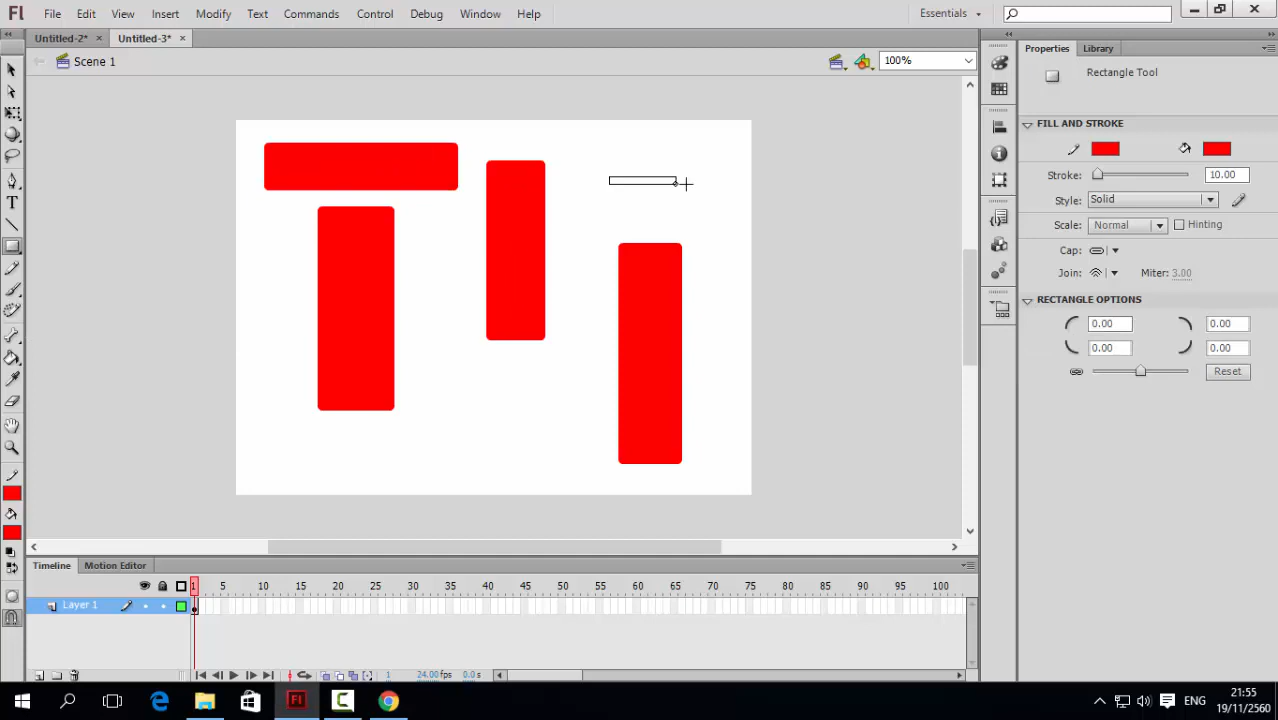 Fl File Edit View Insert Modify Text Commands Control Debug Window Help Essentials
Untitled-2* × Untitled-3* ×
Scene 1 100%
Properties Library
Rectangle Tool
FILL AND STROKE
Stroke: 10.00
Style: Solid
Scale: Normal Hinting
Cap:
Join: Miter: 3.00
RECTANGLE OPTIONS
0.00 0.00
0.00 0.00
Reset
T
Timeline Motion Editor
1 5 10 15 20 25 30 35 40 45 50 55 60 65 70 75 80 85 90 95 100
Layer 1
1 24.00 fps 0.0 s
Fl ENG 21:55
19/11/2560